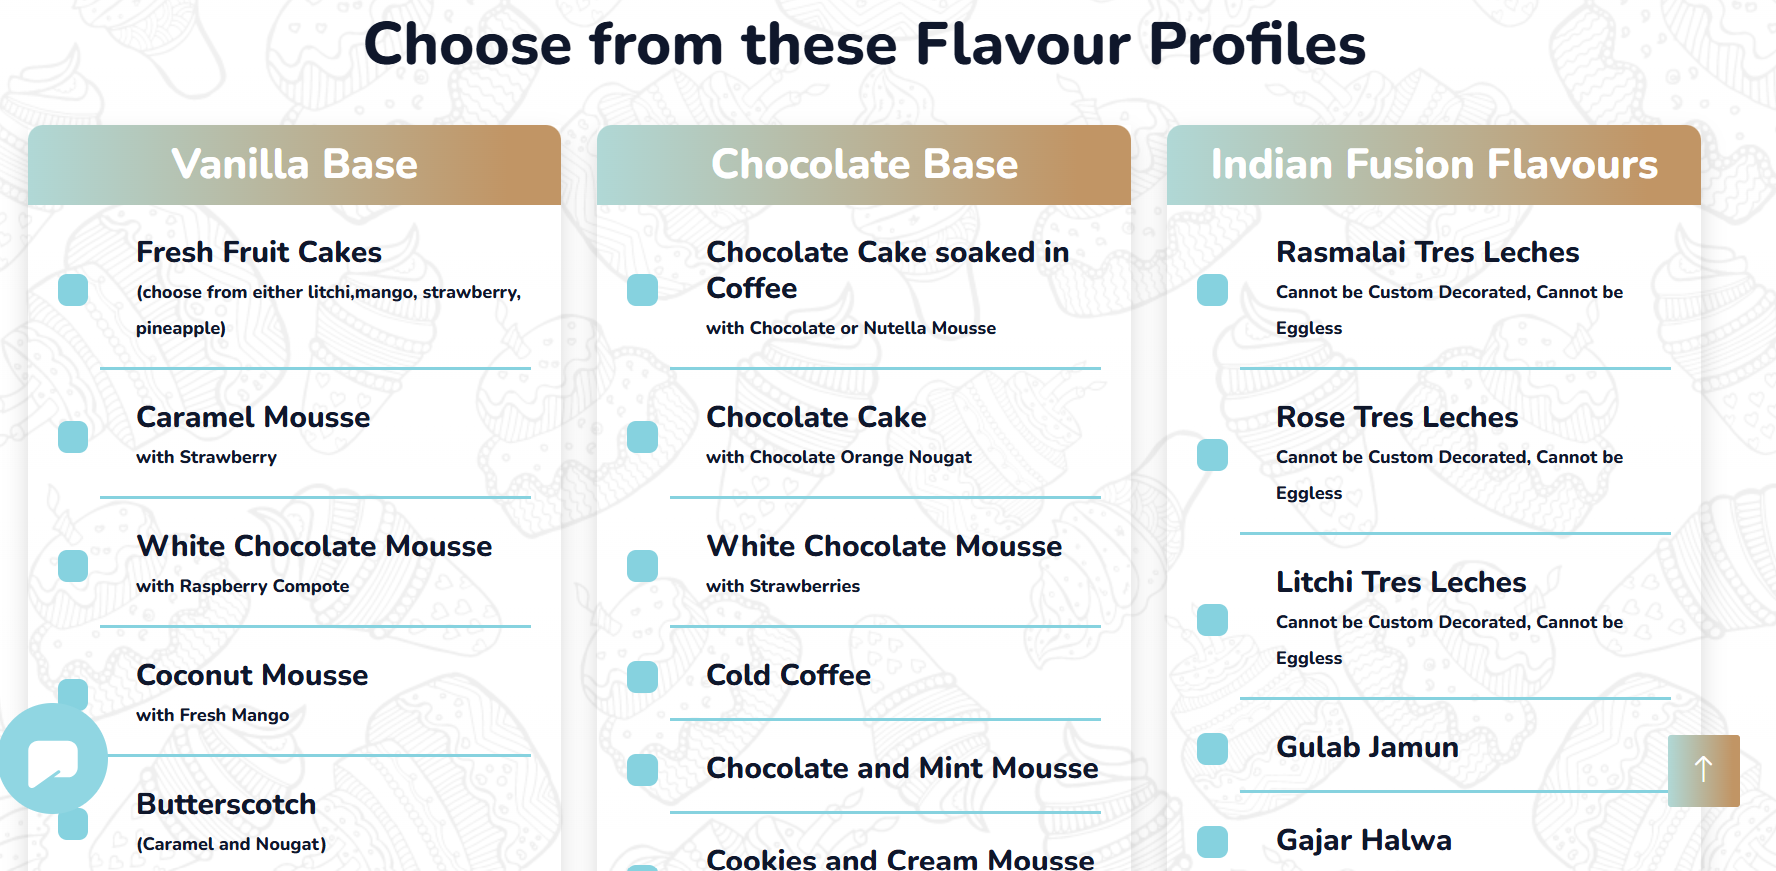 Choose from these Flavour Profiles
Vanilla Base
Fresh Fruit Cakes
(choose from either litchi,mango, strawberry,
pineapple)
Caramel Mousse
with Strawberry
White Chocolate Mousse
with Raspberry Compote
Coconut Mousse
with Fresh Mango
Butterscotch
(Caramel and Nougat)
Chocolate Base
Chocolate Cake soaked in
Coffee
with Chocolate or Nutella Mousse
Chocolate Cake
with Chocolate Orange Nougat
White Chocolate Mousse
with Strawberries
Cold Coffee
Chocolate and Mint Mousse
Cookies and Cream Mousse
Indian Fusion Flavours
Rasmalai Tres Leches
Cannot be Custom Decorated, Cannot be
Eggless
Rose Tres Leches
Cannot be Custom Decorated, Cannot be
Eggless
Litchi Tres Leches
Cannot be Custom Decorated, Cannot be
Eggless
Gulab Jamun
Gajar Halwa